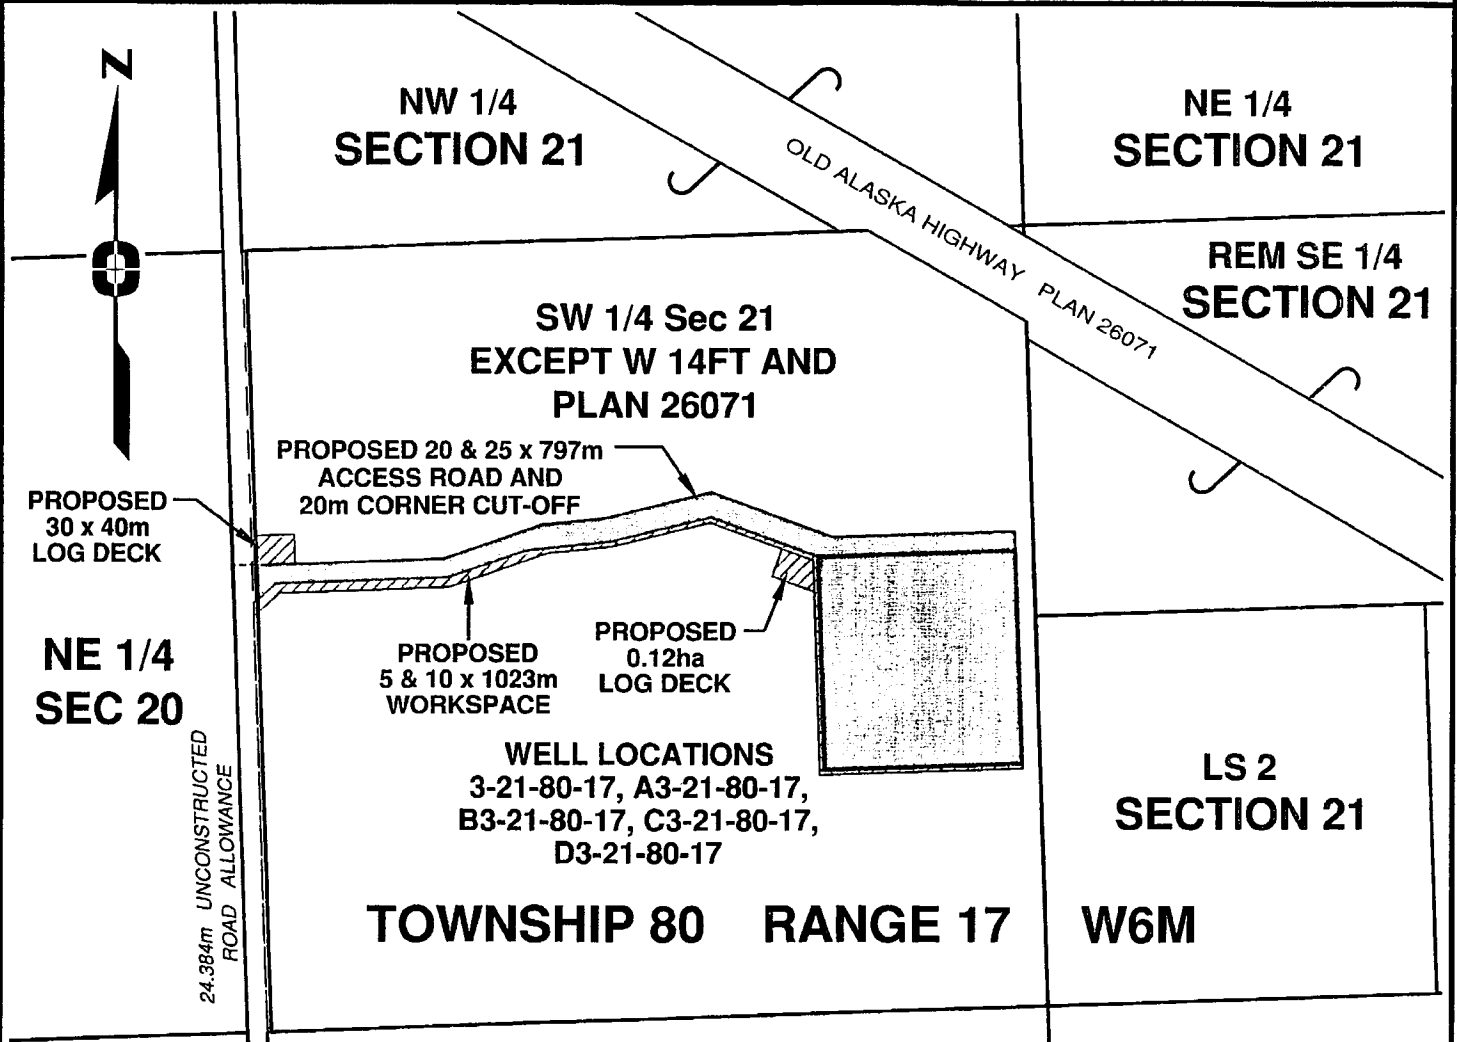 N
NW 1/4
SECTION 21
NE 1/4
SECTION 21
OLD ALASKA HIGHWAY PLAN 26071
REM SE 1/4
SECTION 21
SW 1/4 Sec 21
EXCEPT W 14FT AND
PLAN 26071
PROPOSED 20 & 25 x 797m
ACCESS ROAD AND
20m CORNER CUT-OFF
PROPOSED
30 x 40m
LOG DECK
NE 1/4
SEC 20
PROPOSED
5 & 10 x 1023m
WORKSPACE
PROPOSED
0.12ha
LOG DECK
WELL LOCATIONS
3-21-80-17, A3-21-80-17,
B3-21-80-17, C3-21-80-17,
D3-21-80-17
LS 2
SECTION 21
24.384m UNCONSTRUCTED
ROAD ALLOWANCE
TOWNSHIP 80 RANGE 17 W6M